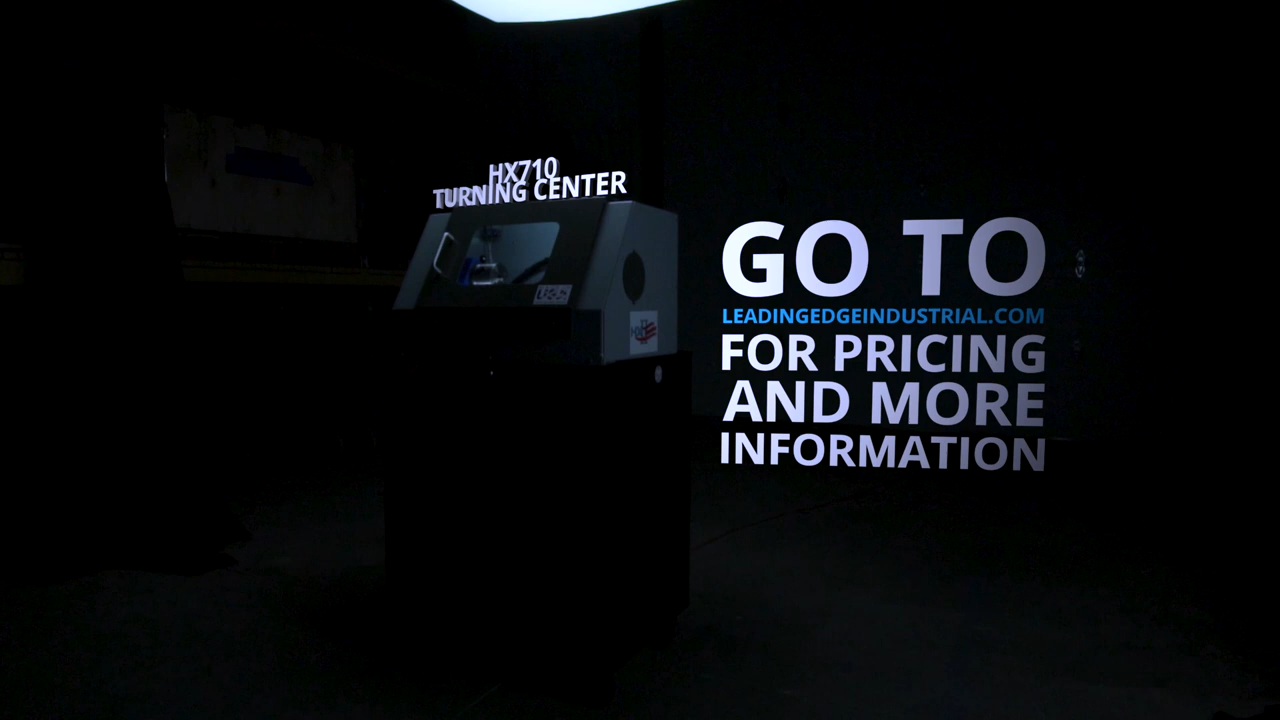 HX710
TURNING CENTER
GO TO
LEADINGEDGEINDUSTRIAL.COM
FOR PRICING
AND MORE
INFORMATION